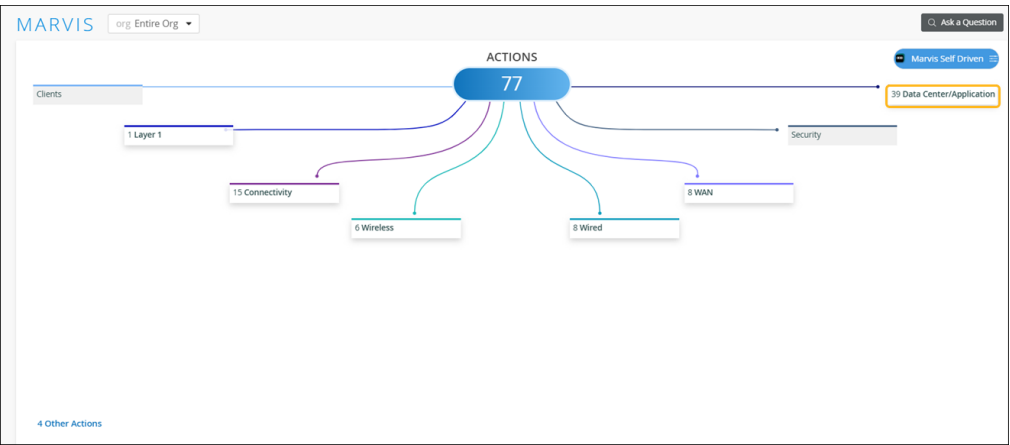 MARVIS
org Entire Org
Ask a Question
ACTIONS
77
Marvis Self Driven
Clients
39 Data Center/Application
1 Layer 1
Security
15 Connectivity
8 WAN
6 Wireless
8 Wired
4 Other Actions